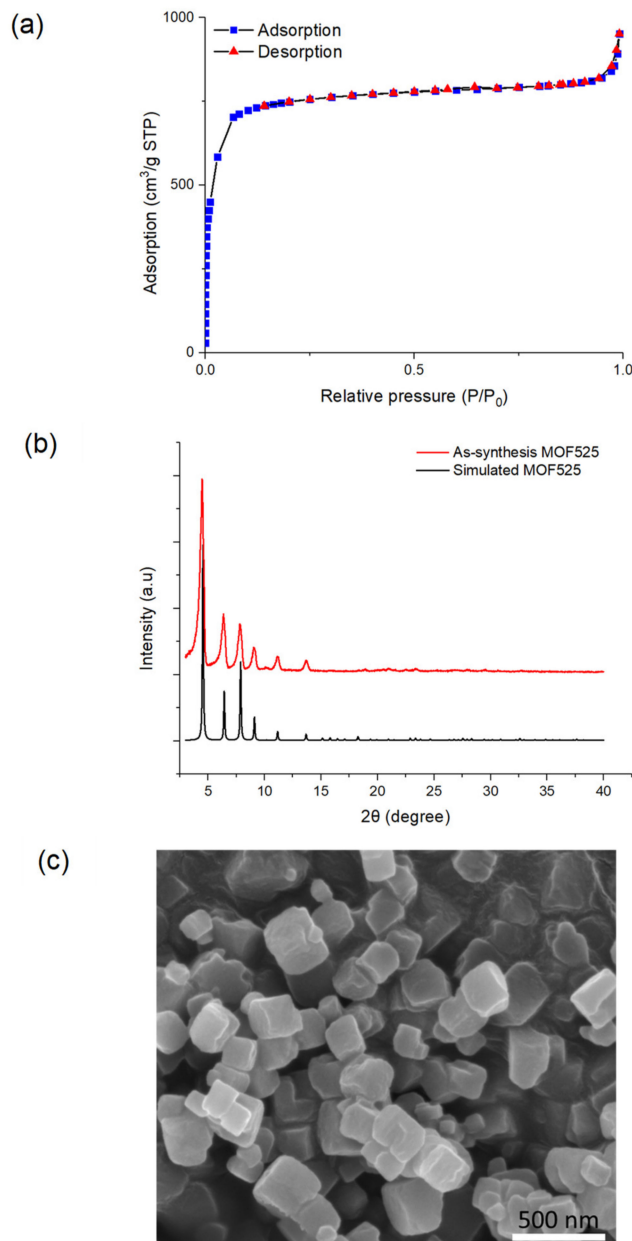 (a)
1000
Adsorption
Desorption
500
0
0.0
0.5
1.0
Adsorption (cm³/g STP)
Relative pressure (P/P₀)
(b)
As-synthesis MOF525
Simulated MOF525
Intensity (a.u)
5
10
15
20
25
30
35
40
2θ (degree)
(c)
500 nm